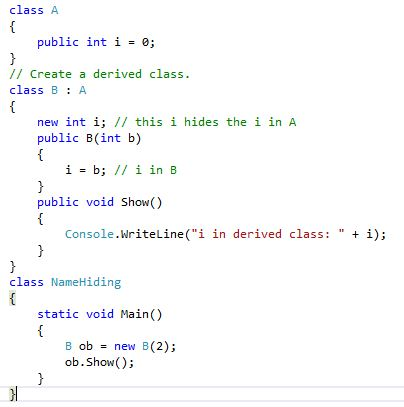 class A
{
    public int i = 0;
}
// Create a derived class.
class B : A
{
    new int i; // this i hides the i in A
    public B(int b)
    {
        i = b; // i in B
    }
    public void Show()
    {
        Console.WriteLine("i in derived class: " + i);
    }
}
class NameHiding
{
    static void Main()
    {
        B ob = new B(2);
        ob.Show();
    }
}